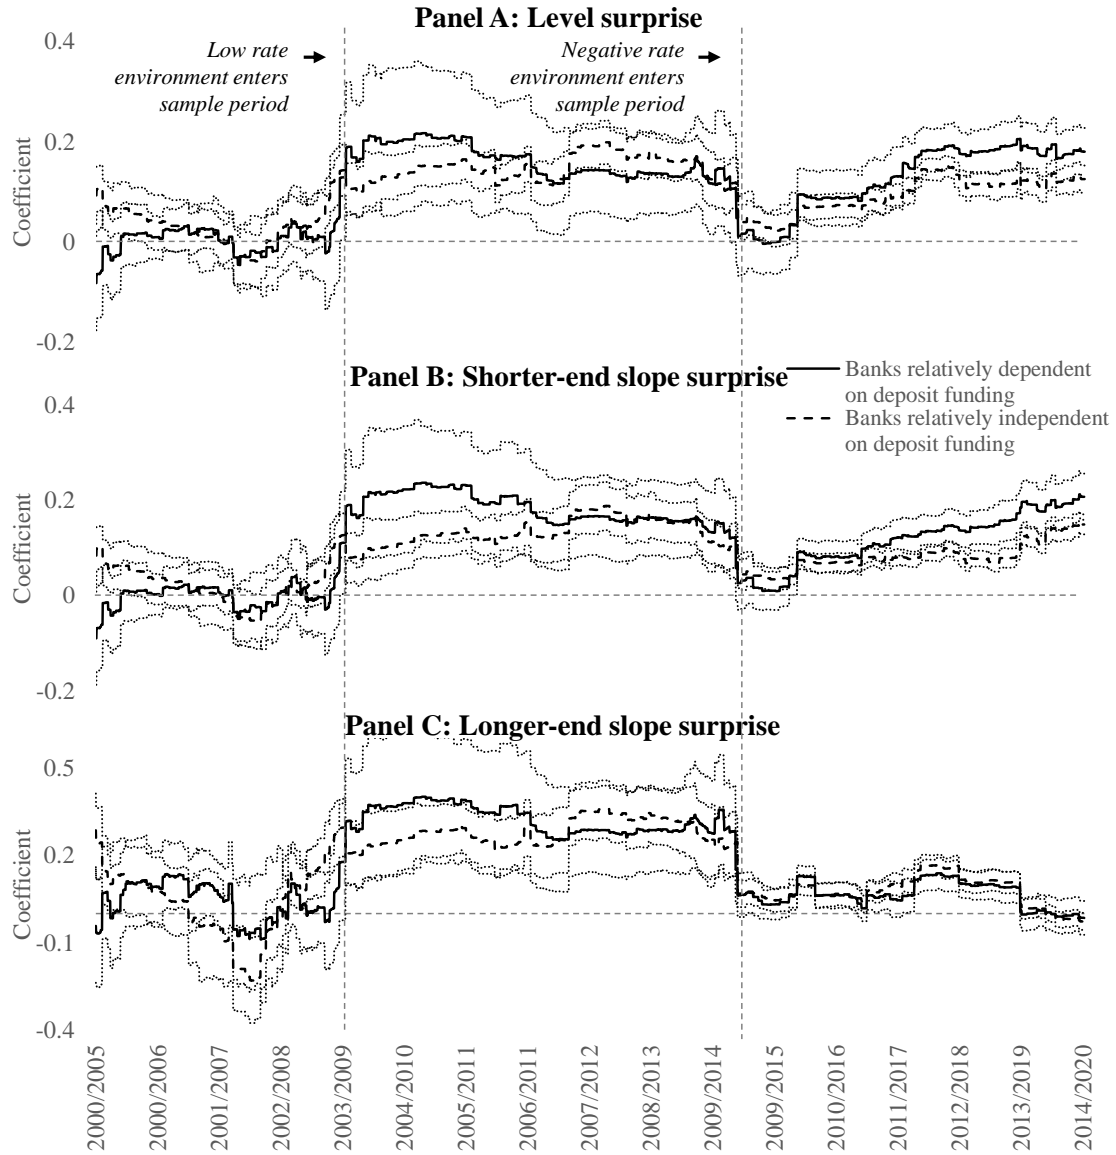 Panel A: Level surprise
0.4
Low rate
environment enters
sample period
Negative rate
environment enters
sample period
0.2
Coefficient
0
-0.2
Panel B: Shorter-end slope surprise
Banks relatively dependent
on deposit funding
Banks relatively independent
on deposit funding
0.4
0.2
Coefficient
0
-0.2
Panel C: Longer-end slope surprise
0.5
0.2
Coefficient
-0.1
-0.4
2000/2005
2000/2006
2001/2007
2002/2008
2003/2009
2004/2010
2005/2011
2006/2011
2007/2012
2008/2013
2009/2014
2009/2015
2010/2016
2011/2017
2012/2018
2013/2019
2014/2020